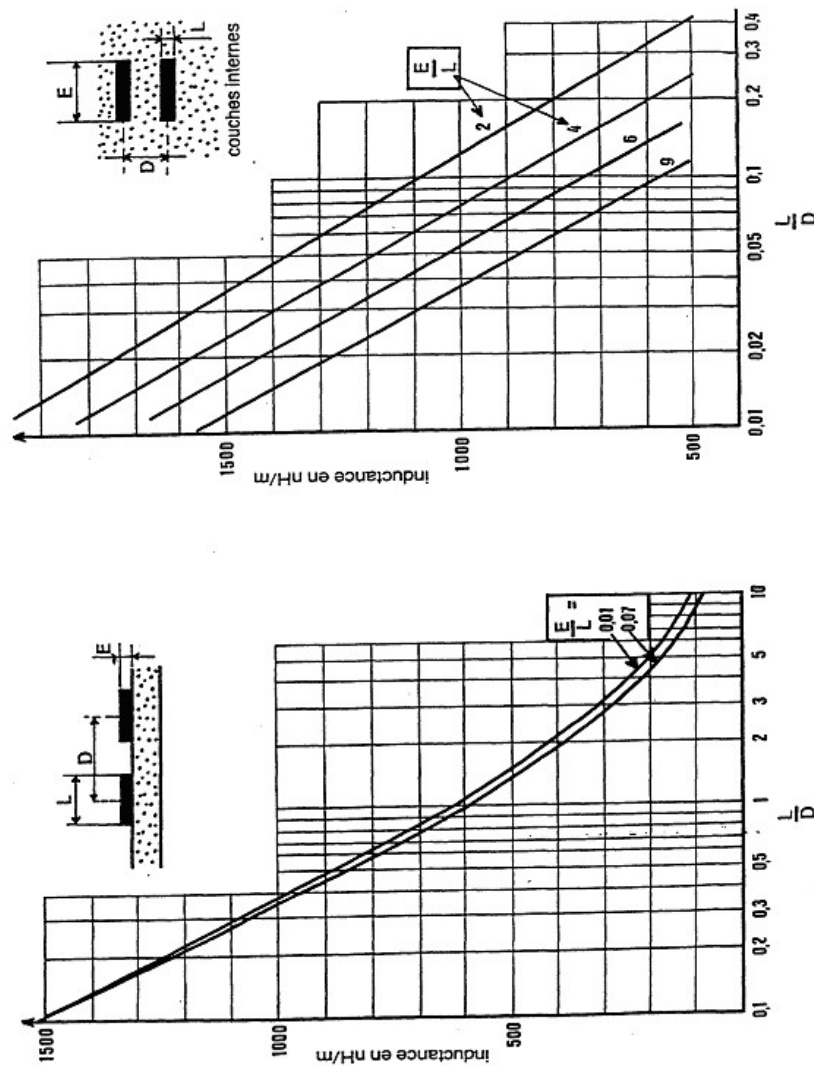 E
D
L
couches internes
E
L
2
4
6
9
1500
1000
500
inductance en nH/m
0,01
0,02
0,05
0,1
0,2
0,3
0,4
L
D
E
L
D
E
L =
0,01
0,07
1500
1000
500
inductance en nH/m
0,1
0,2
0,3
0,5
1
2
3
5
10
L
D